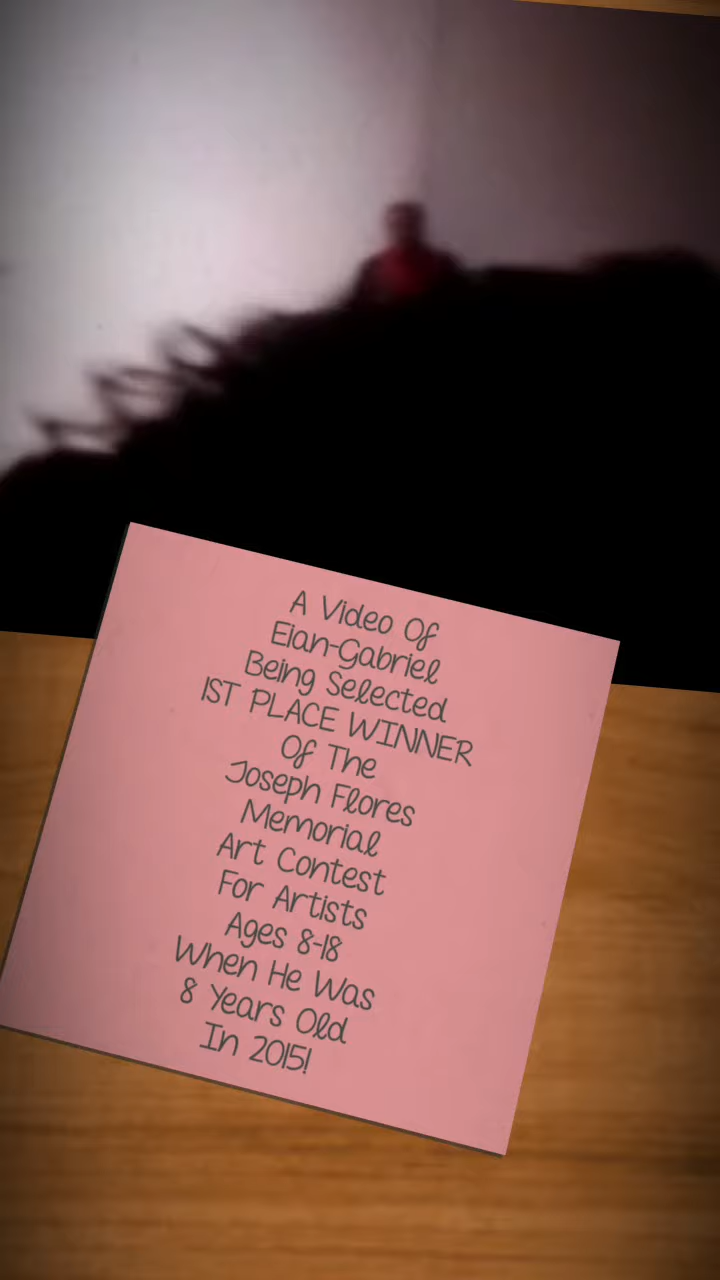 A Video Of
Eian-Gabriel
Being Selected
1ST PLACE WINNER
Of The
Joseph Flores
Memorial
Art Contest
For Artists
Ages 8-18
When He Was
8 Years Old
In 2015!